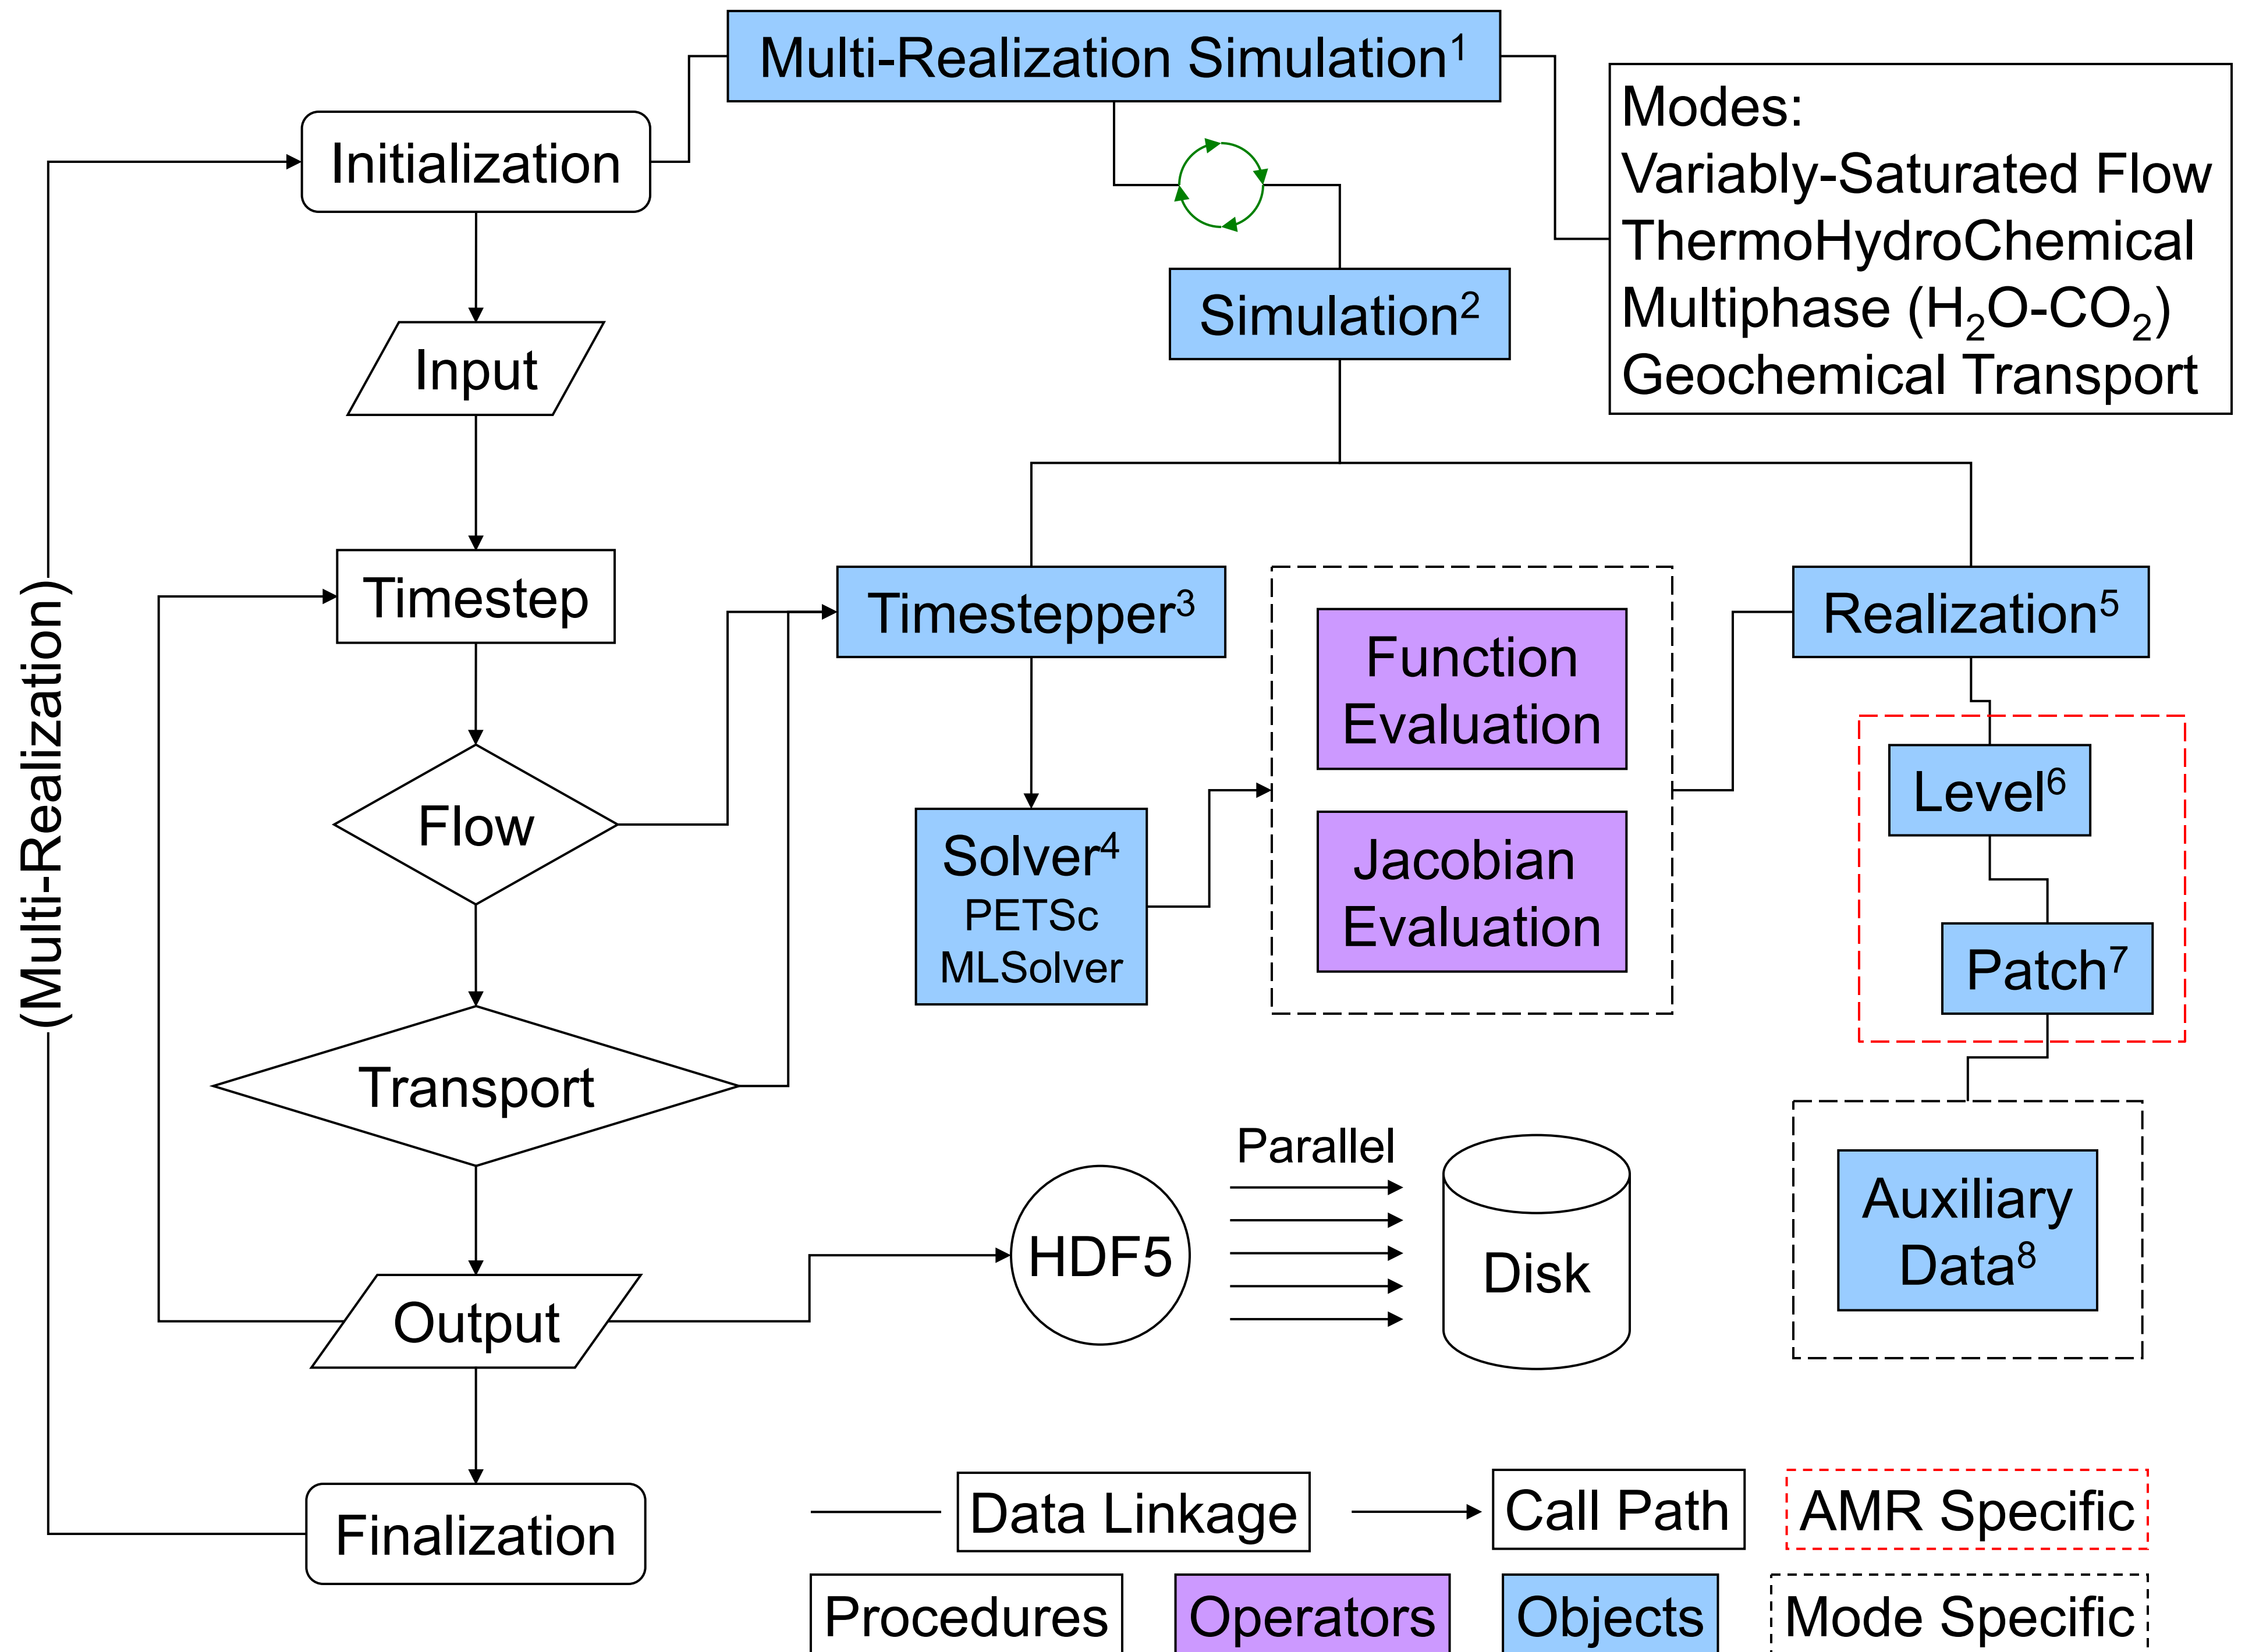 Multi-Realization Simulation¹
Modes:
Variably-Saturated Flow
ThermoHydroChemical
Multiphase (H₂O-CO₂)
Geochemical Transport
Initialization
Simulation²
Input
(Multi-Realization)
Timestep
Timestepper³
Function
Evaluation
Realization⁵
Level⁶
Flow
Solver⁴
PETSc
MLSolver
Jacobian
Evaluation
Patch⁷
Transport
Parallel
HDF5
Disk
Auxiliary
Data⁸
Output
Finalization
Data Linkage
Call Path
AMR Specific
Procedures
Operators
Objects
Mode Specific